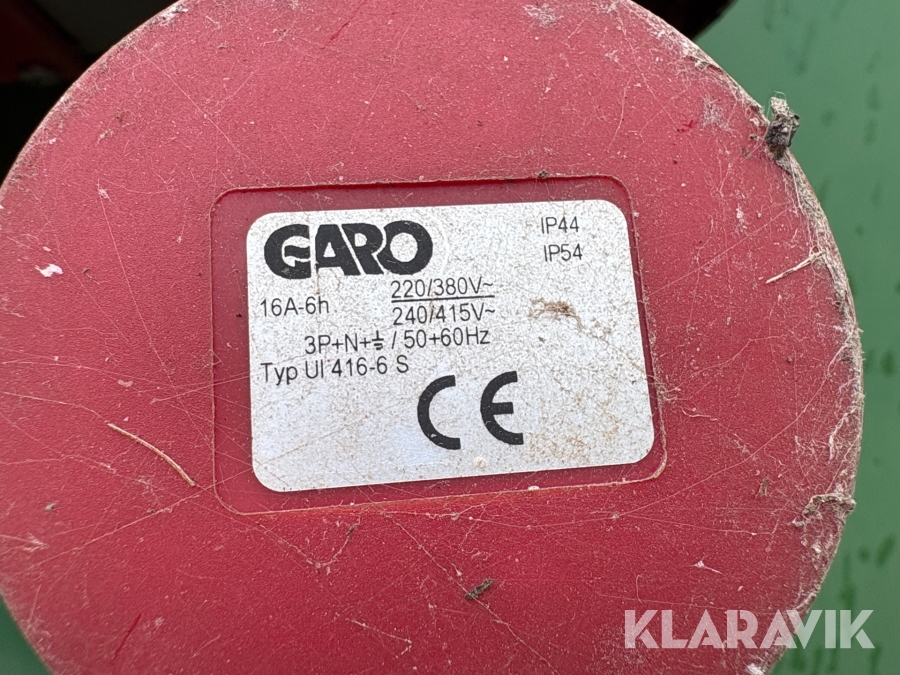 GARO
IP44
IP54
16A-6h
220/380V~
240/415V~
3P+N+⏚ / 50+60Hz
Typ UI 416-6 S
CE
KLARAVIK